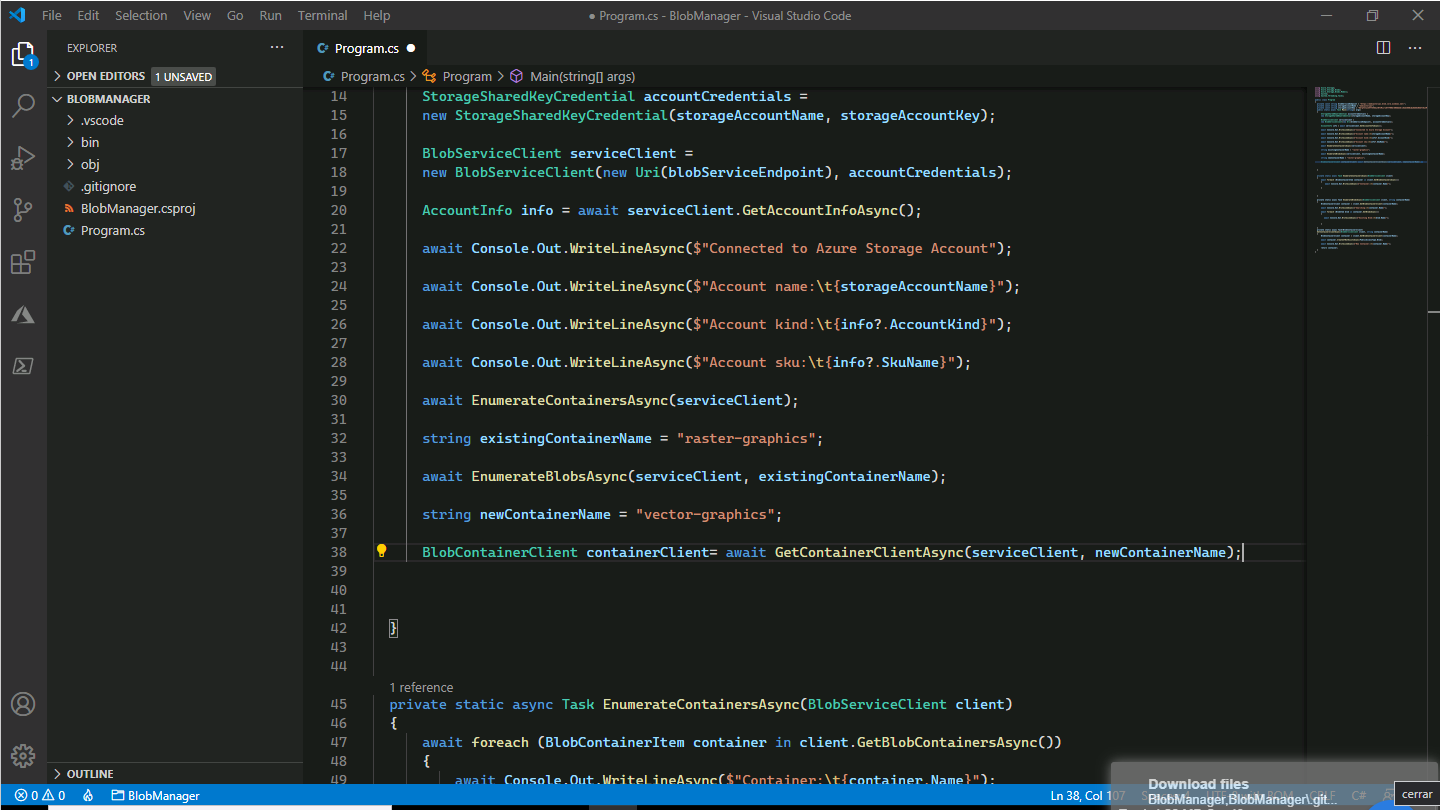 File Edit Selection View Go Run Terminal Help
● Program.cs - BlobManager - Visual Studio Code
EXPLORER ···
Program.cs ●
OPEN EDITORS 1 UNSAVED
Program.cs > Program > Main(string[] args)
BLOBMANAGER
.vscode
bin
obj
.gitignore
BlobManager.csproj
Program.cs
1
14 StorageSharedKeyCredential accountCredentials =
15 new StorageSharedKeyCredential(storageAccountName, storageAccountKey);
16
17 BlobServiceClient serviceClient =
18 new BlobServiceClient(new Uri(blobServiceEndpoint), accountCredentials);
19
20 AccountInfo info = await serviceClient.GetAccountInfoAsync();
21
22 await Console.Out.WriteLineAsync($"Connected to Azure Storage Account");
23
24 await Console.Out.WriteLineAsync($"Account name:\t{storageAccountName}");
25
26 await Console.Out.WriteLineAsync($"Account kind:\t{info?.AccountKind}");
27
28 await Console.Out.WriteLineAsync($"Account sku:\t{info?.SkuName}");
29
30 await EnumerateContainersAsync(serviceClient);
31
32 string existingContainerName = "raster-graphics";
33
34 await EnumerateBlobsAsync(serviceClient, existingContainerName);
35
36 string newContainerName = "vector-graphics";
37
38 BlobContainerClient containerClient= await GetContainerClientAsync(serviceClient, newContainerName);
39
40
41
42 }
43
44
1 reference
45 private static async Task EnumerateContainersAsync(BlobServiceClient client)
46 {
47 await foreach (BlobContainerItem container in client.GetBlobContainersAsync())
48 {
49 await Console.Out.WriteLineAsync($"Container:\t{container.Name}");
OUTLINE
0 0 BlobManager
Ln 38, Col 107
C#
Download files
BlobManager,BlobManager\.git...
cerrar